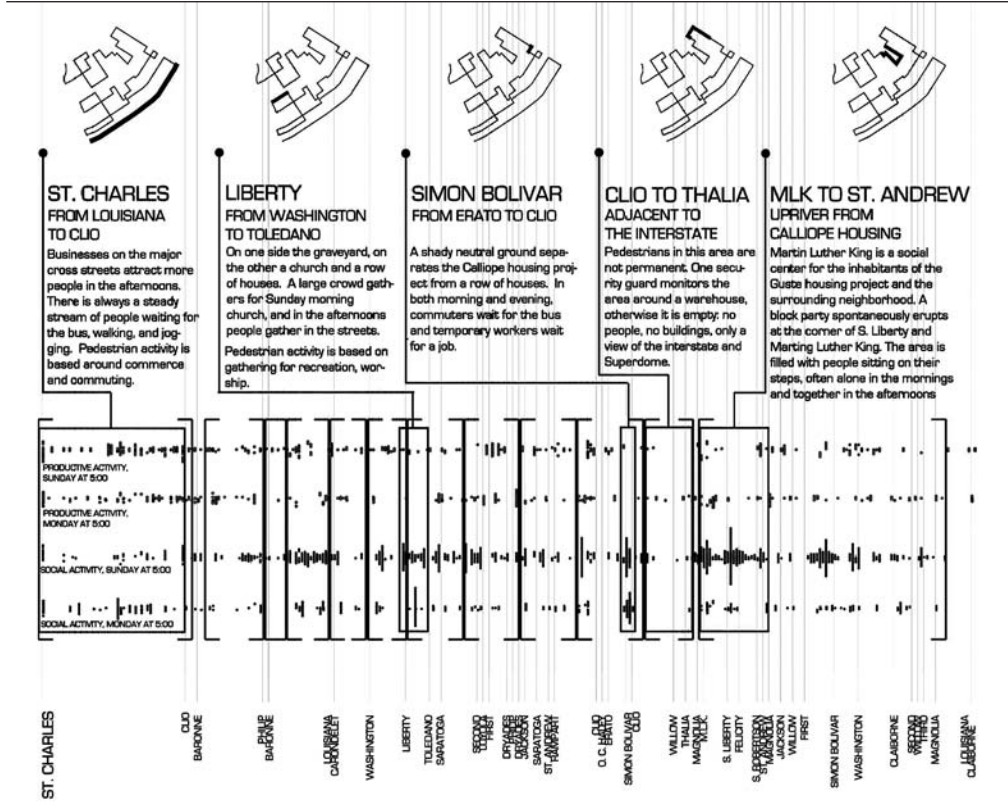 ST. CHARLES
FROM LOUISIANA
TO CLIO
Businesses on the major
cross streets attract more
people in the afternoons.
There is always a steady
stream of people waiting for
the bus, walking, and jog-
ging. Pedestrian activity is
based around commerce
and commuting.
LIBERTY
FROM WASHINGTON
TO TOLEDANO
On one side the graveyard, on
the other a church and a row
of houses. A large crowd gath-
ers for Sunday morning
church, and in the afternoons
people gather in the streets.
Pedestrian activity is based on
gathering for recreation, wor-
ship.
SIMON BOLIVAR
FROM ERATO TO CLIO
A shady neutral ground sepa-
rates the Calliope housing proj-
ect from a row of houses. In
both morning and evening,
commuters wait for the bus
and temporary workers wait
for a job.
CLIO TO THALIA
ADJACENT TO
THE INTERSTATE
Pedestrians in this area are
not permanent. One secu-
rity guard monitors the
area around a warehouse,
otherwise it is empty: no
people, no buildings, only a
view of the interstate and
Superdome.
MLK TO ST. ANDREW
UPRIVER FROM
CALLIOPE HOUSING
Martin Luther King is a social
center for the inhabitants of the
Guste housing project and the
surrounding neighborhood. A
block party spontaneously erupts
at the corner of S. Liberty and
Marting Luther King. The area is
filled with people sitting on their
steps, often alone in the mornings
and together in the afternoons
PRODUCTIVE ACTIVITY,
SUNDAY AT 5:00
PRODUCTIVE ACTIVITY,
MONDAY AT 5:00
SOCIAL ACTIVITY, SUNDAY AT 5:00
SOCIAL ACTIVITY, MONDAY AT 5:00
ST. CHARLES
CLIO
BARONNE
PHILIP
BARONNE
LOUISIANA
CARONDELET
WASHINGTON
LIBERTY
TOLEDANO
SARATOGA
SECOND
FIRST
DRYADES
JACKSON
SARATOGA
ST. ANDREW
RAMPART
CLIO
O. C. HALEY
ERATO
SIMON BOLIVAR
CLIO
WILLOW
THALIA
MAGNOLIA
M.L.K.
S. LIBERTY
FELICITY
S. ROBERTSON
MAGNOLIA
JACKSON
WILLOW
FIRST
SIMON BOLIVAR
WASHINGTON
CLAIBORNE
SECOND
THIRD
MAGNOLIA
LOUISIANA
CLAIBORNE